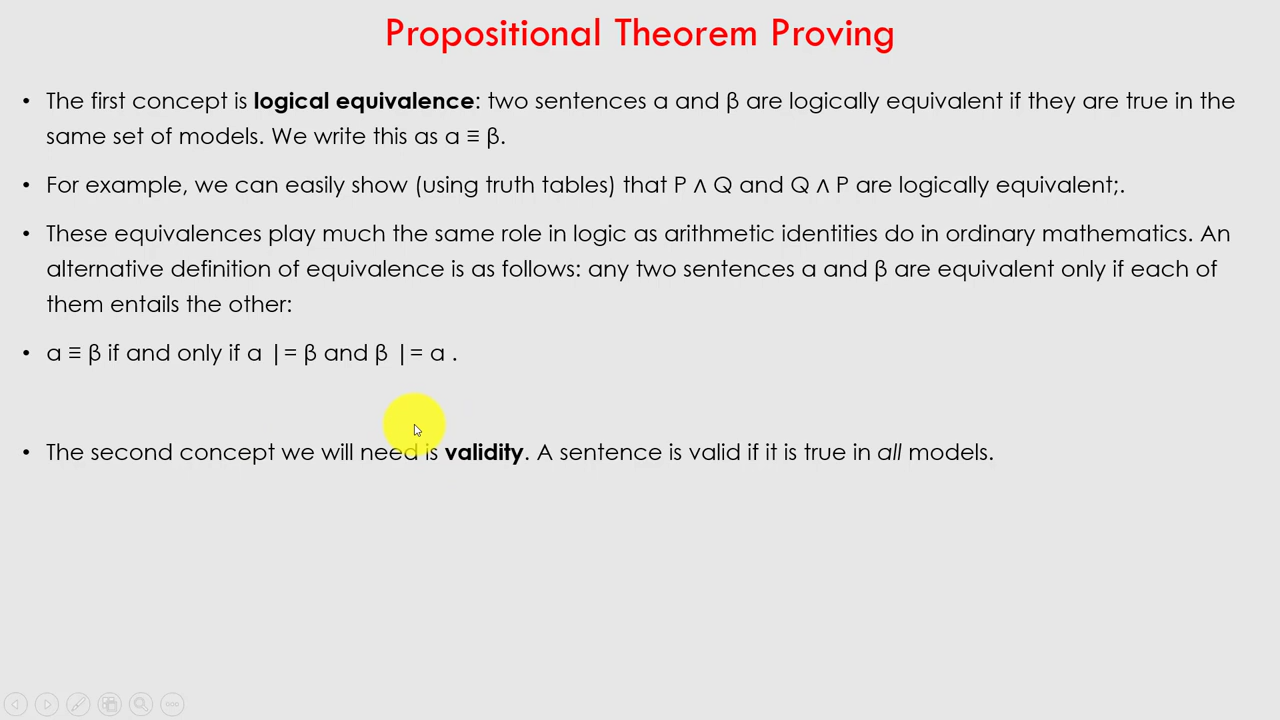 Propositional Theorem Proving
• The first concept is logical equivalence: two sentences α and β are logically equivalent if they are true in the
same set of models. We write this as α ≡ β.
• For example, we can easily show (using truth tables) that P ∧ Q and Q ∧ P are logically equivalent;.
• These equivalences play much the same role in logic as arithmetic identities do in ordinary mathematics. An
alternative definition of equivalence is as follows: any two sentences α and β are equivalent only if each of
them entails the other:
• α ≡ β if and only if α |= β and β |= α .
• The second concept we will need is validity. A sentence is valid if it is true in all models.